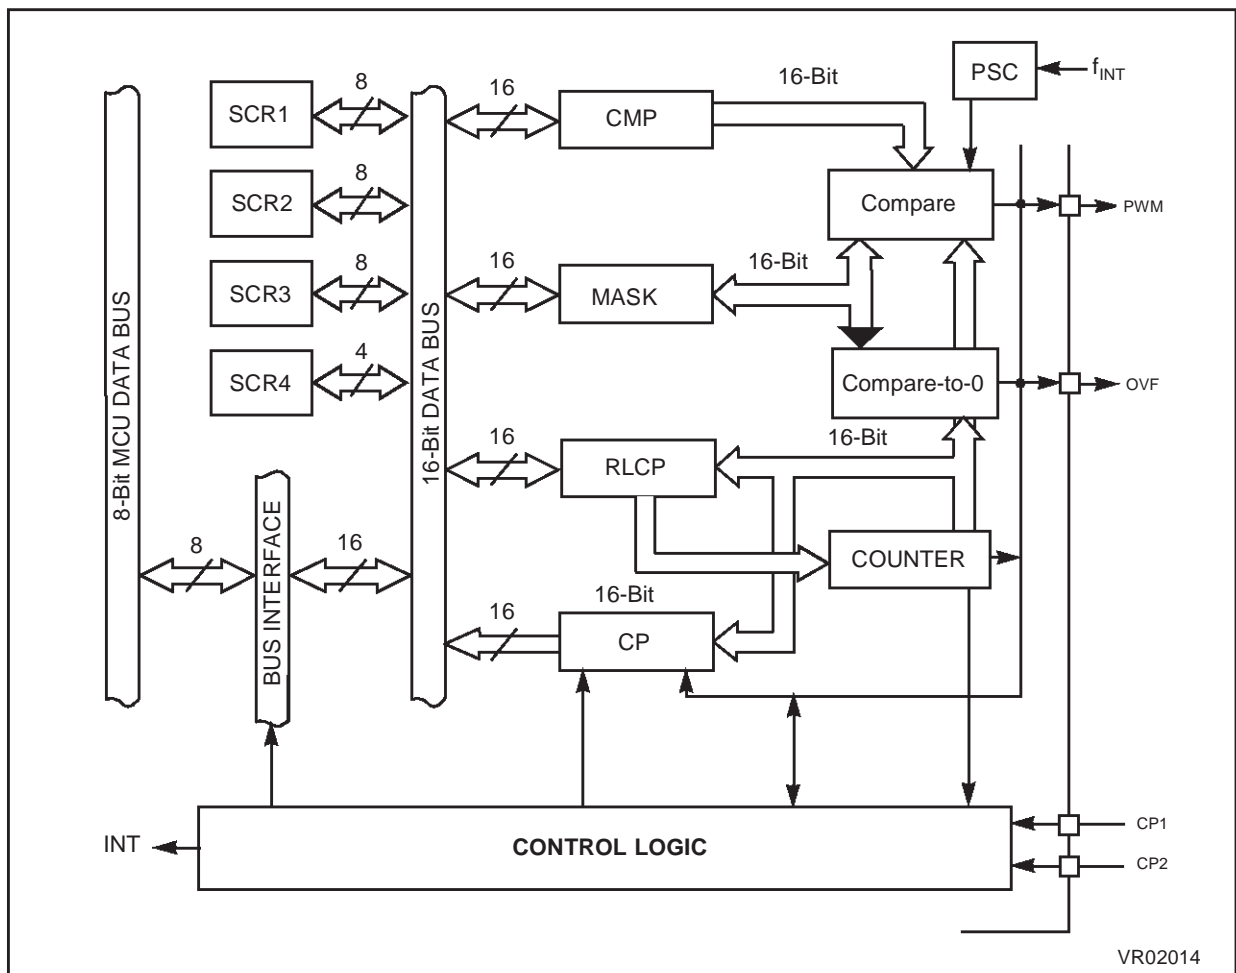 PSC
fINT
16-Bit
8
SCR1
16
CMP
8
SCR2
Compare
PWM
8
SCR3
16
MASK
16-Bit
4
SCR4
Compare-to-0
OVF
8-Bit MCU DATA BUS
16-Bit DATA BUS
16
RLCP
16-Bit
BUS INTERFACE
8
16
COUNTER
16-Bit
16
CP
INT
CONTROL LOGIC
CP1
CP2
VR02014